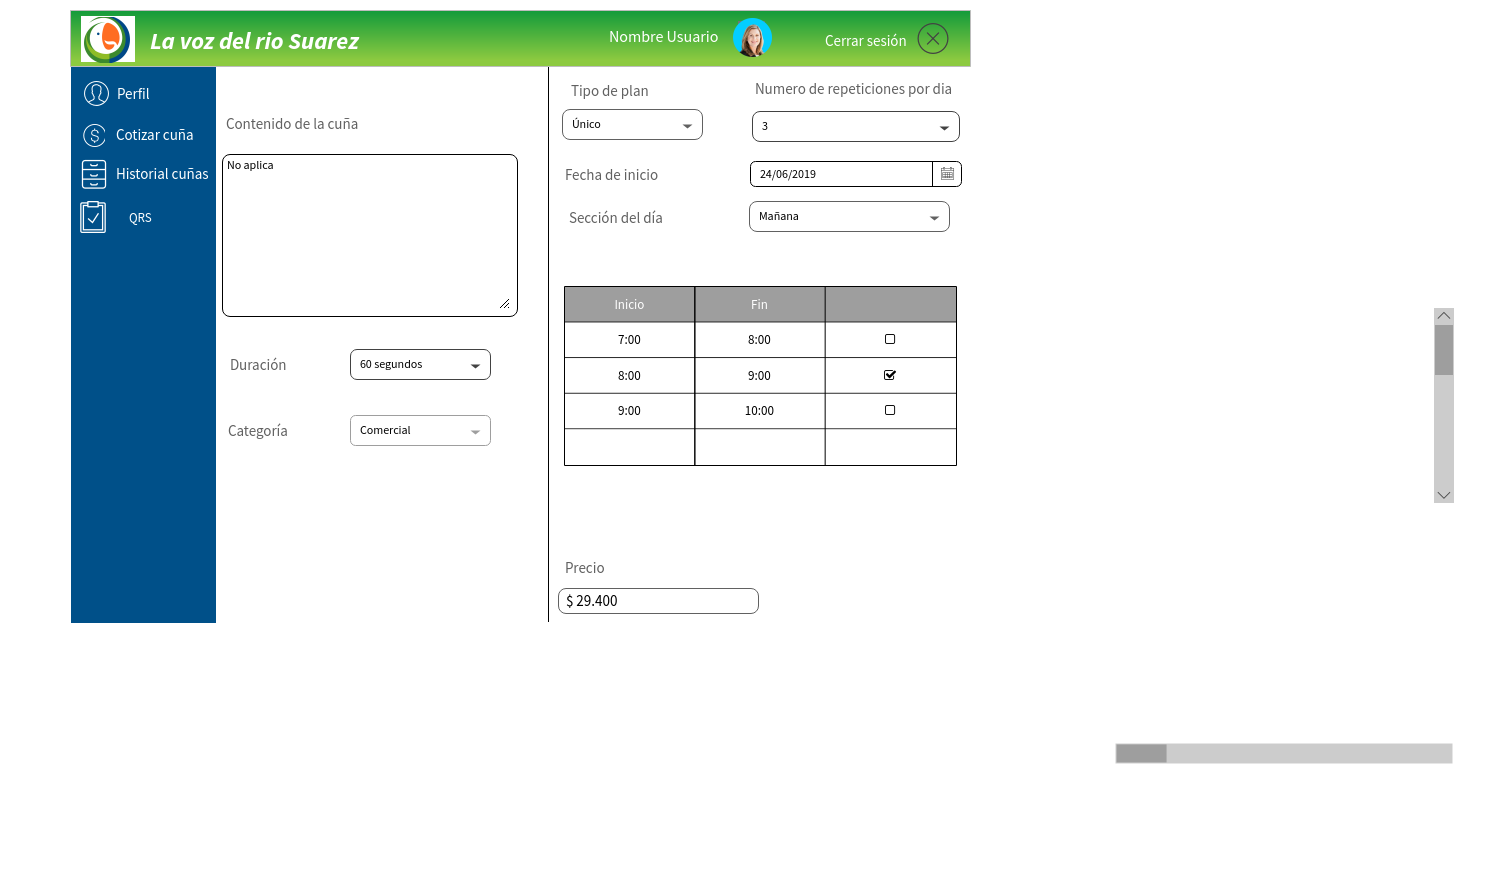 La voz del rio Suarez
Nombre Usuario
Cerrar sesión
Perfil
Cotizar cuña
Historial cuñas
QRS
Contenido de la cuña
No aplica
Duración
60 segundos
Categoría
Comercial
Tipo de plan
Numero de repeticiones por dia
Único
3
Fecha de inicio
24/06/2019
Sección del día
Mañana
Inicio Fin
7:00 8:00
8:00 9:00
9:00 10:00
Precio
$ 29.400